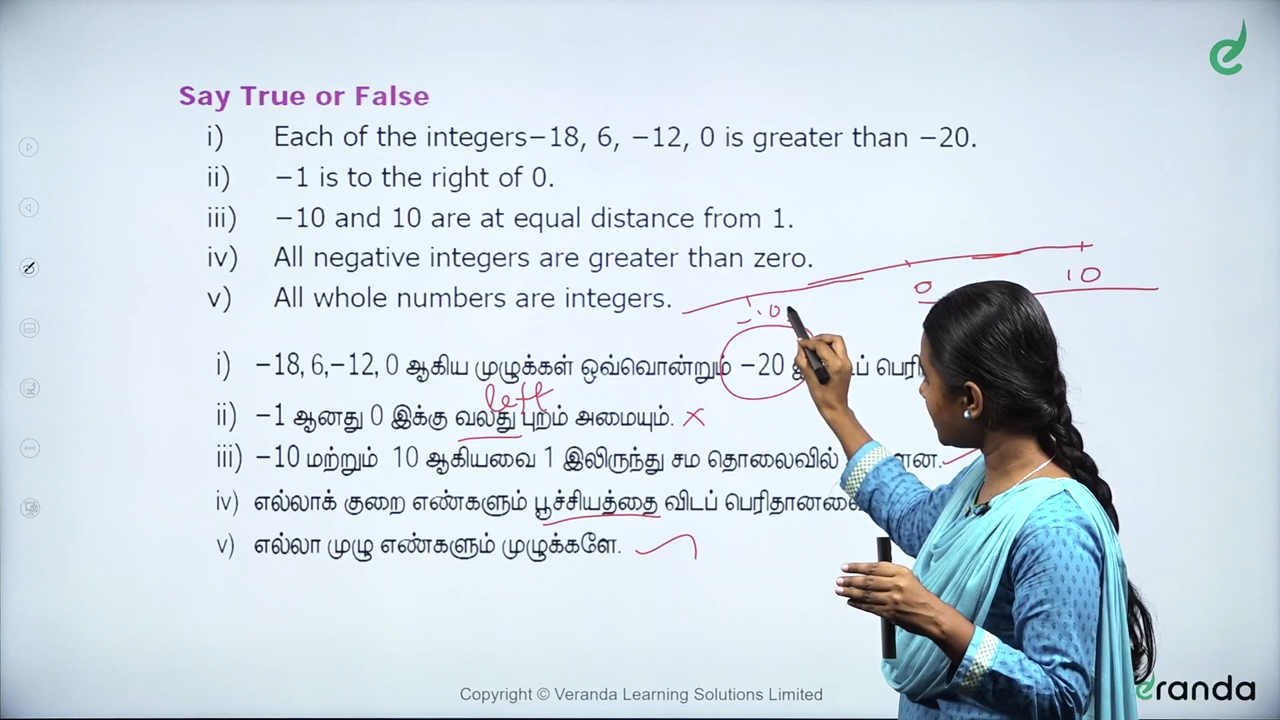 Say True or False
i) Each of the integers−18, 6, −12, 0 is greater than −20.
ii) −1 is to the right of 0.
iii) −10 and 10 are at equal distance from 1.
iv) All negative integers are greater than zero.
v) All whole numbers are integers.
−10 0 10
i) −18, 6,−12, 0 ஆகிய முழுக்கள் ஒவ்வொன்றும் −20
left
ii) −1 ஆனது 0 இக்கு வலது புறம் அமையும். ×
iii) −10 மற்றும் 10 ஆகியவை 1 இலிருந்து சம தொலைவில்
iv) எல்லாக் குறை எண்களும் பூச்சியத்தை விடப்
v) எல்லா முழு எண்களும் முழுக்களே.
Copyright © Veranda Learning Solutions Limited
eranda